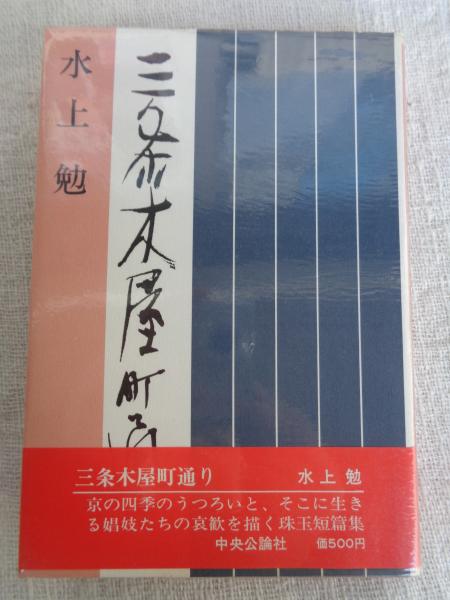 水上勉
三条木屋町通
三条木屋町通り 水上勉
京の四季のうつろいと、そこに生き
る娼妓たちの哀歓を描く珠玉短篇集
中央公論社 価500円